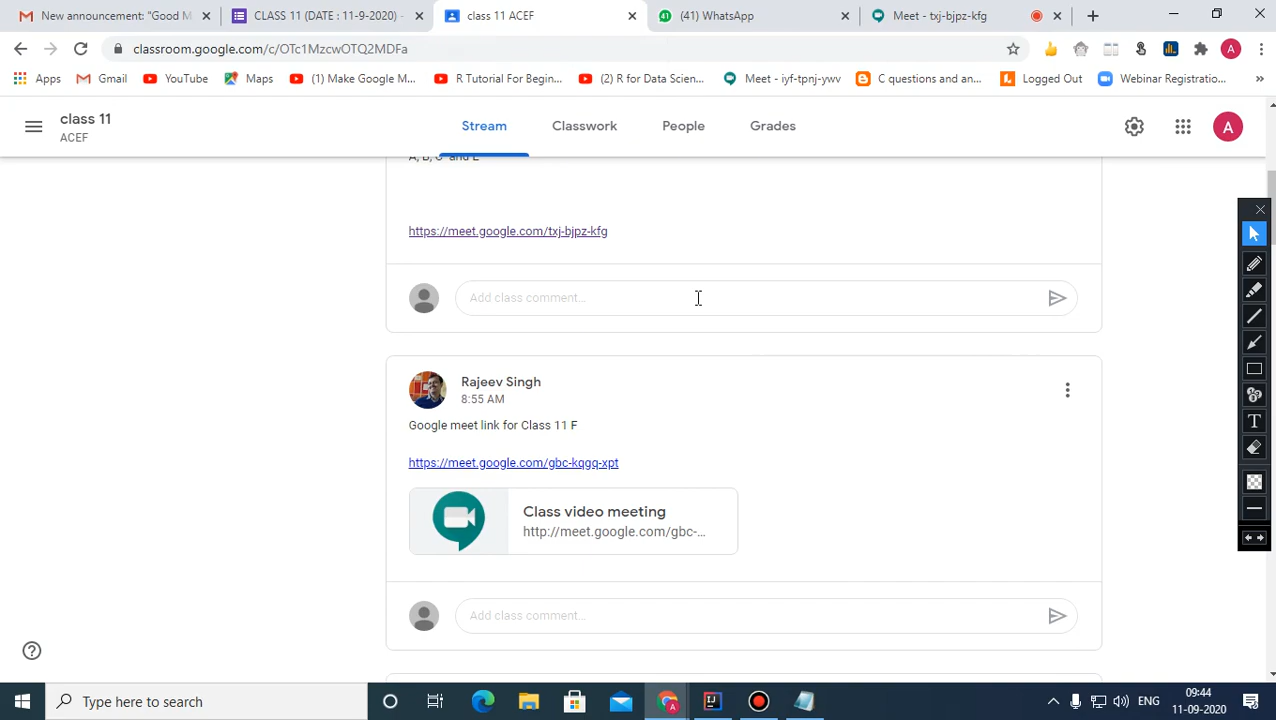 New announcement: "Good I
CLASS 11 (DATE : 11-9-2020)
class 11 ACEF
(41) WhatsApp
Meet - txj-bjpz-kfg
classroom.google.com/c/OTc1MzcwOTQ2MDFa
Apps
Gmail
YouTube
Maps
(1) Make Google M...
R Tutorial For Begin...
(2) R for Data Scien...
Meet - iyf-tpnj-ywv
C questions and an...
Logged Out
Webinar Registratio...
class 11
ACEF
Stream
Classwork
People
Grades
A
https://meet.google.com/txj-bjpz-kfg
Add class comment...
Rajeev Singh
8:55 AM
Google meet link for Class 11 F
https://meet.google.com/gbc-kqgq-xpt
Class video meeting
http://meet.google.com/gbc-...
Add class comment...
Type here to search
ENG
09:44
11-09-2020